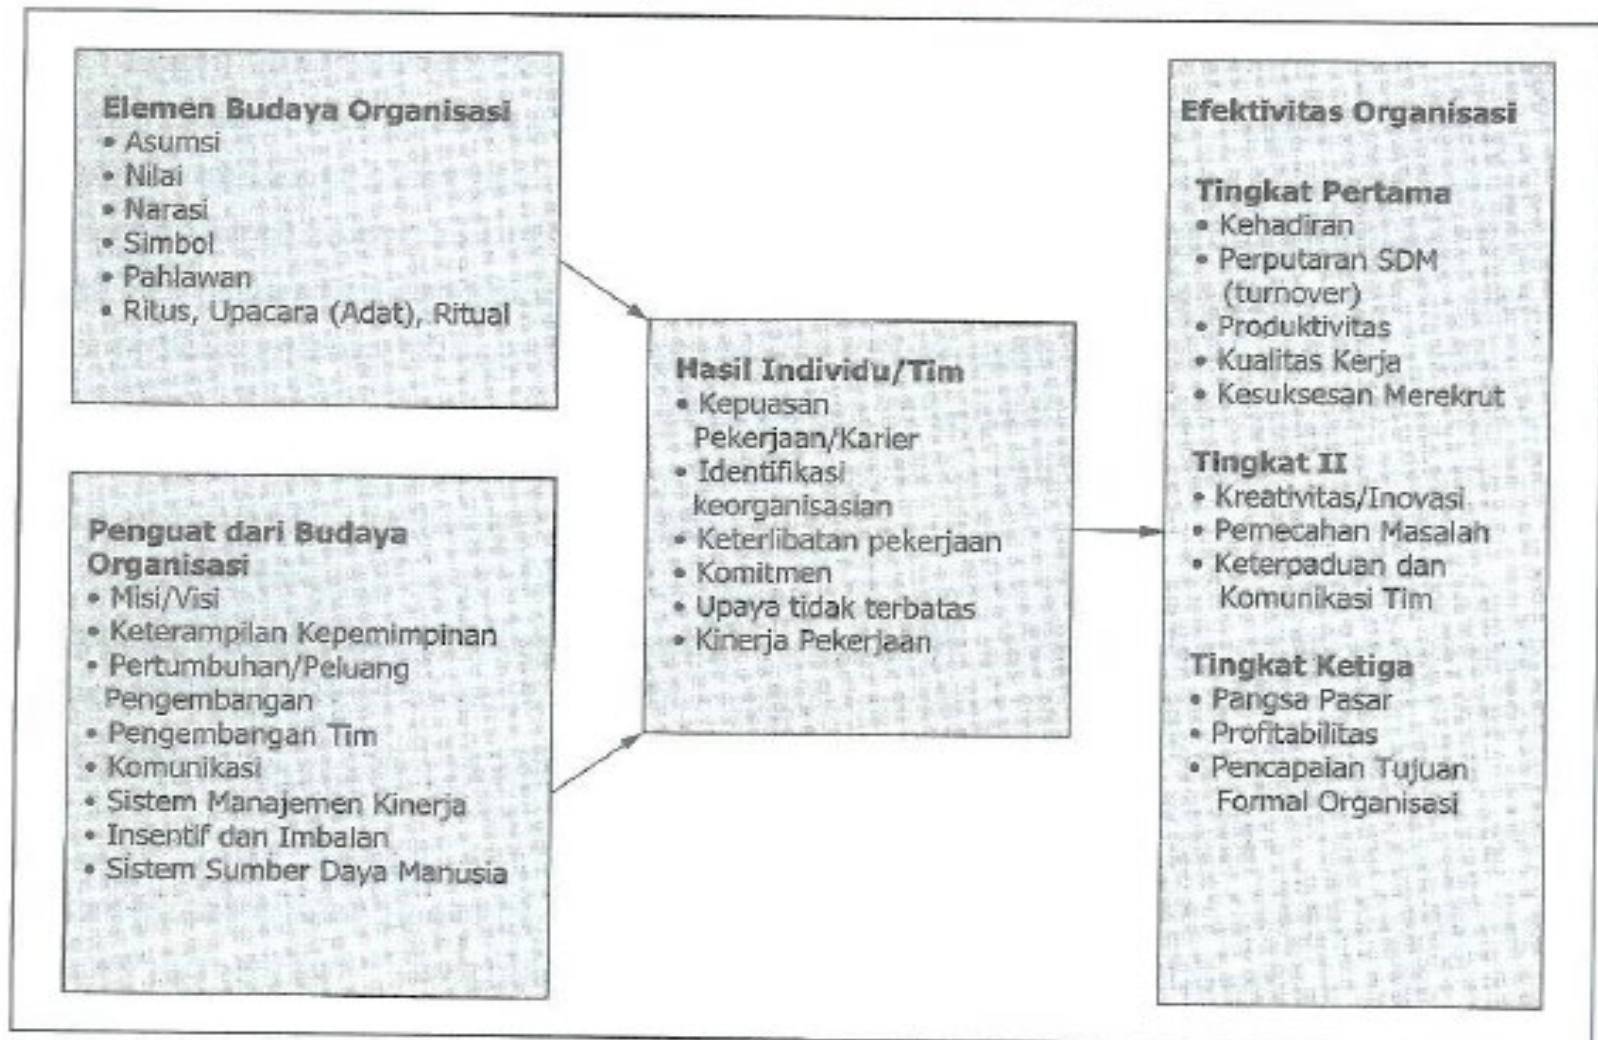 Elemen Budaya Organisasi
• Asumsi
• Nilai
• Narasi
• Simbol
• Pahlawan
• Ritus, Upacara (Adat), Ritual
Penguat dari Budaya
Organisasi
• Misi/Visi
• Keterampilan Kepemimpinan
• Pertumbuhan/Peluang
Pengembangan
• Pengembangan Tim
• Komunikasi
• Sistem Manajemen Kinerja
• Insentif dan Imbalan
• Sistem Sumber Daya Manusia
Hasil Individu/Tim
• Kepuasan
Pekerjaan/Karier
• Identifikasi
keorganisasian
• Keterlibatan pekerjaan
• Komitmen
• Upaya tidak terbatas
• Kinerja Pekerjaan
Efektivitas Organisasi
Tingkat Pertama
• Kehadiran
• Perputaran SDM
(turnover)
• Produktivitas
• Kualitas Kerja
• Kesuksesan Merekrut
Tingkat II
• Kreativitas/Inovasi
• Pemecahan Masalah
• Keterpaduan dan
Komunikasi Tim
Tingkat Ketiga
• Pangsa Pasar
• Profitabilitas
• Pencapaian Tujuan
Formal Organisasi